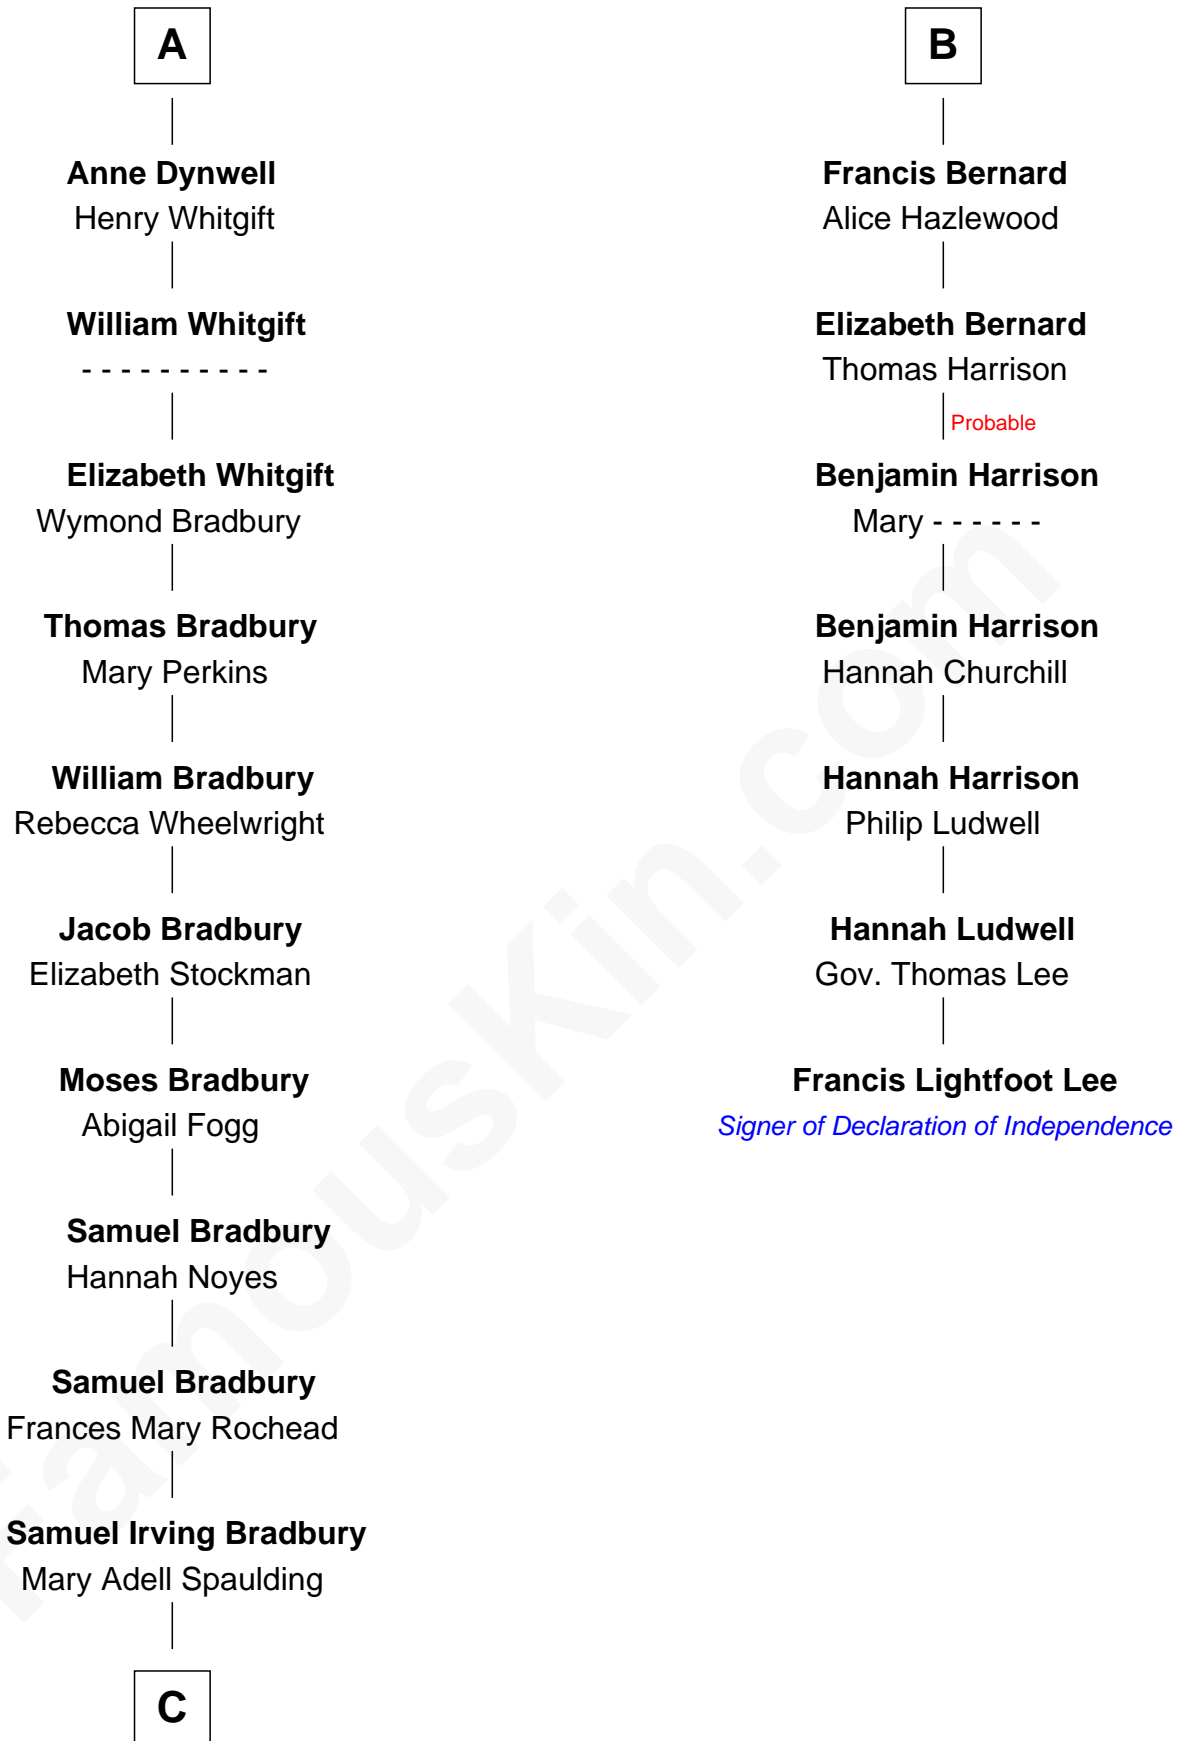 A
Anne Dynwell
Henry Whitgift
William Whitgift
- - - - - - - - - -
Elizabeth Whitgift
Wymond Bradbury
Thomas Bradbury
Mary Perkins
William Bradbury
Rebecca Wheelwright
Jacob Bradbury
Elizabeth Stockman
Moses Bradbury
Abigail Fogg
Samuel Bradbury
Hannah Noyes
Samuel Bradbury
Frances Mary Rochead
Samuel Irving Bradbury
Mary Adell Spaulding
C
B
Francis Bernard
Alice Hazlewood
Elizabeth Bernard
Thomas Harrison
Probable
Benjamin Harrison
Mary - - - - - -
Benjamin Harrison
Hannah Churchill
Hannah Harrison
Philip Ludwell
Hannah Ludwell
Gov. Thomas Lee
Francis Lightfoot Lee
Signer of Declaration of Independence
FamousKin.com